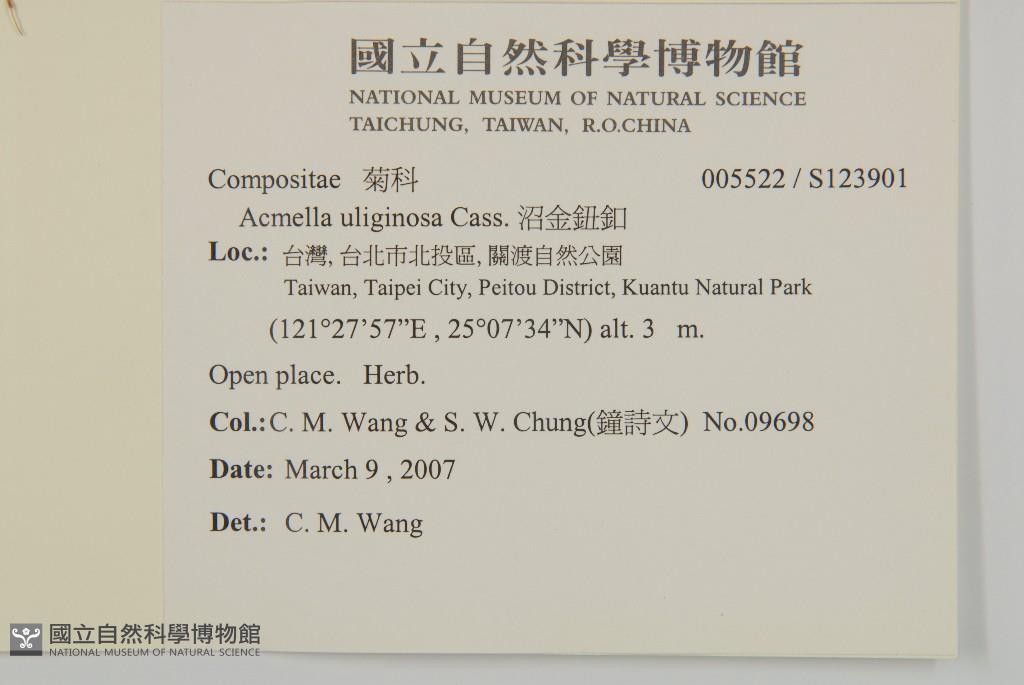 國立自然科學博物館
NATIONAL MUSEUM OF NATURAL SCIENCE
TAICHUNG, TAIWAN, R.O.CHINA
Compositae 菊科 005522 / S123901
Acmella uliginosa Cass. 沼金鈕釦
Loc.: 台灣, 台北市北投區, 關渡自然公園
Taiwan, Taipei City, Peitou District, Kuantu Natural Park
(121°27’57”E , 25°07’34”N) alt. 3 m.
Open place. Herb.
Col.: C. M. Wang & S. W. Chung(鐘詩文) No.09698
Date: March 9 , 2007
Det.: C. M. Wang
國立自然科學博物館
NATIONAL MUSEUM OF NATURAL SCIENCE